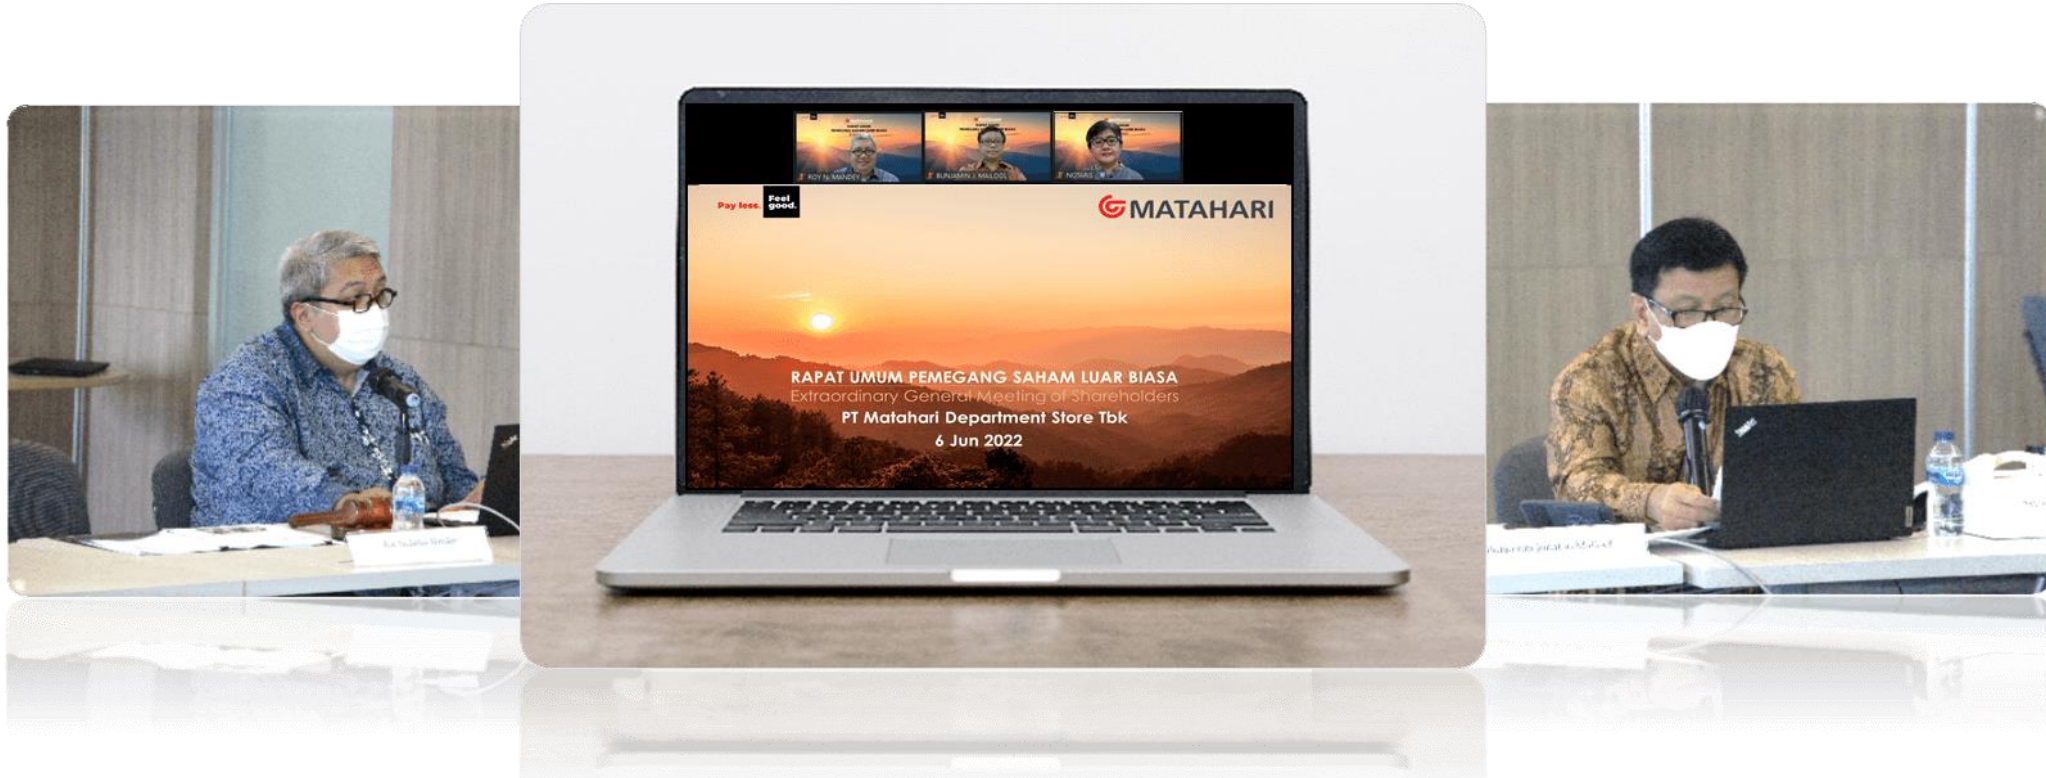 ROY N. MANDEY
BUNJAMIN J. MAILOOL
NOTARIS
Pay less.
Feel
good.
MATAHARI
RAPAT UMUM PEMEGANG SAHAM LUAR BIASA
Extraordinary General Meeting of Shareholders
PT Matahari Department Store Tbk
6 Jun 2022
ThinkPad